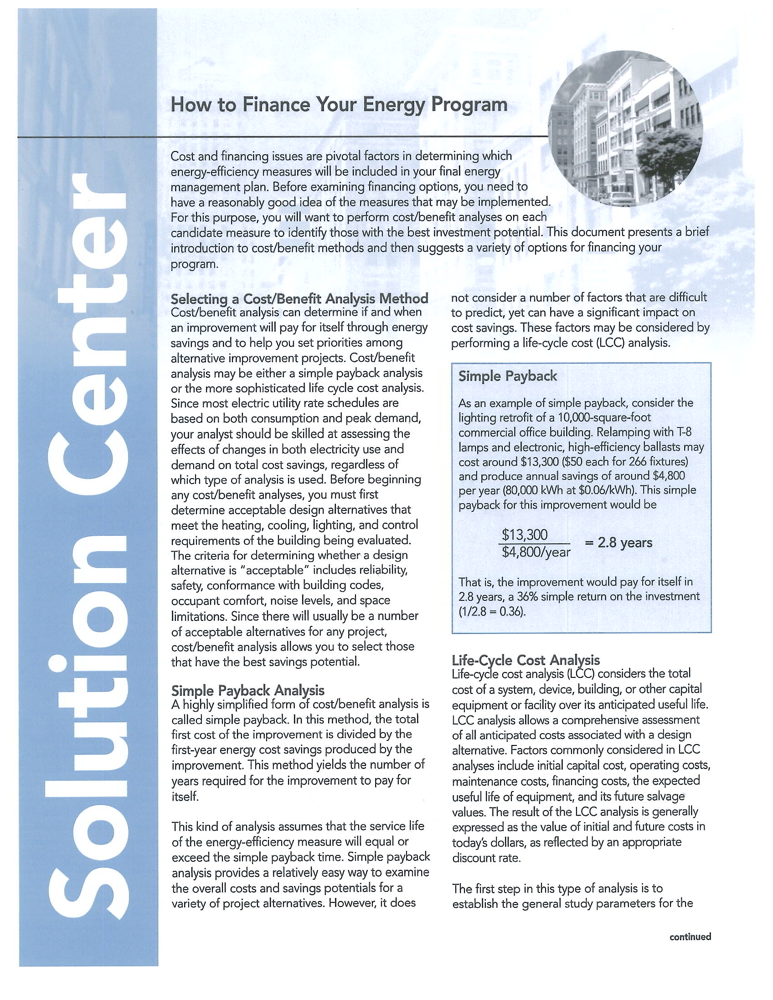 Solution Center
How to Finance Your Energy Program
Cost and financing issues are pivotal factors in determining which
energy-efficiency measures will be included in your final energy
management plan. Before examining financing options, you need to
have a reasonably good idea of the measures that may be implemented.
For this purpose, you will want to perform cost/benefit analyses on each
candidate measure to identify those with the best investment potential. This document presents a brief
introduction to cost/benefit methods and then suggests a variety of options for financing your
program.
Selecting a Cost/Benefit Analysis Method
Cost/benefit analysis can determine if and when
an improvement will pay for itself through energy
savings and to help you set priorities among
alternative improvement projects. Cost/benefit
analysis may be either a simple payback analysis
or the more sophisticated life cycle cost analysis.
Since most electric utility rate schedules are
based on both consumption and peak demand,
your analyst should be skilled at assessing the
effects of changes in both electricity use and
demand on total cost savings, regardless of
which type of analysis is used. Before beginning
any cost/benefit analyses, you must first
determine acceptable design alternatives that
meet the heating, cooling, lighting, and control
requirements of the building being evaluated.
The criteria for determining whether a design
alternative is "acceptable" includes reliability,
safety, conformance with building codes,
occupant comfort, noise levels, and space
limitations. Since there will usually be a number
of acceptable alternatives for any project,
cost/benefit analysis allows you to select those
that have the best savings potential.
Simple Payback Analysis
A highly simplified form of cost/benefit analysis is
called simple payback. In this method, the total
first cost of the improvement is divided by the
first-year energy cost savings produced by the
improvement. This method yields the number of
years required for the improvement to pay for
itself.
This kind of analysis assumes that the service life
of the energy-efficiency measure will equal or
exceed the simple payback time. Simple payback
analysis provides a relatively easy way to examine
the overall costs and savings potentials for a
variety of project alternatives. However, it does
not consider a number of factors that are difficult
to predict, yet can have a significant impact on
cost savings. These factors may be considered by
performing a life-cycle cost (LCC) analysis.
Simple Payback
As an example of simple payback, consider the
lighting retrofit of a 10,000-square-foot
commercial office building. Relamping with T-8
lamps and electronic, high-efficiency ballasts may
cost around $13,300 ($50 each for 266 fixtures)
and produce annual savings of around $4,800
per year (80,000 kWh at $0.06/kWh). This simple
payback for this improvement would be
$13,300
$4,800/year
= 2.8 years
That is, the improvement would pay for itself in
2.8 years, a 36% simple return on the investment
(1/2.8 = 0.36).
Life-Cycle Cost Analysis
Life-cycle cost analysis (LCC) considers the total
cost of a system, device, building, or other capital
equipment or facility over its anticipated useful life.
LCC analysis allows a comprehensive assessment
of all anticipated costs associated with a design
alternative. Factors commonly considered in LCC
analyses include initial capital cost, operating costs,
maintenance costs, financing costs, the expected
useful life of equipment, and its future salvage
values. The result of the LCC analysis is generally
expressed as the value of initial and future costs in
today's dollars, as reflected by an appropriate
discount rate.
The first step in this type of analysis is to
establish the general study parameters for the
continued